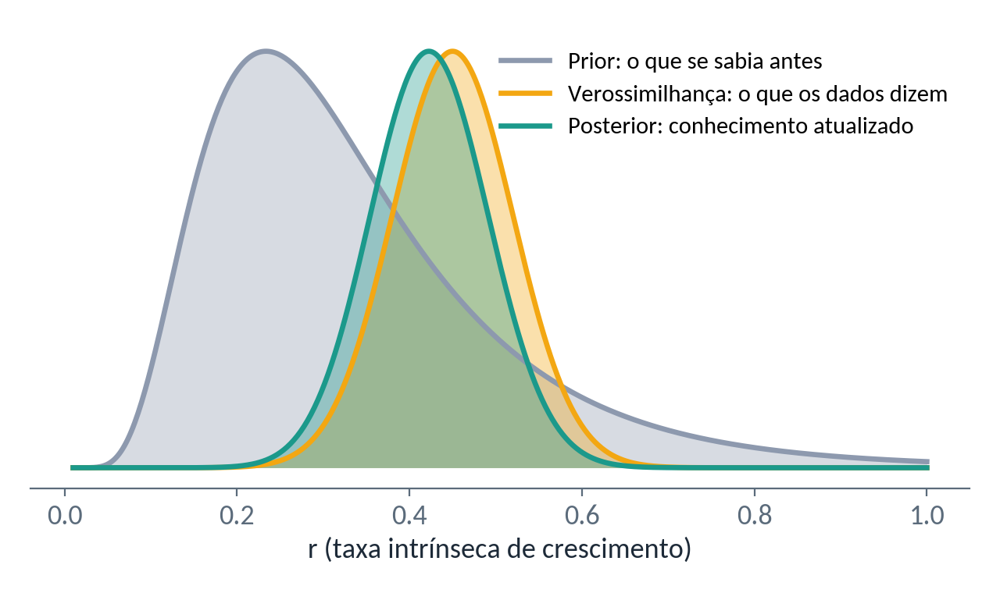 Prior: o que se sabia antes
Verossimilhança: o que os dados dizem
Posterior: conhecimento atualizado
0.0 0.2 0.4 0.6 0.8 1.0
r (taxa intrínseca de crescimento)